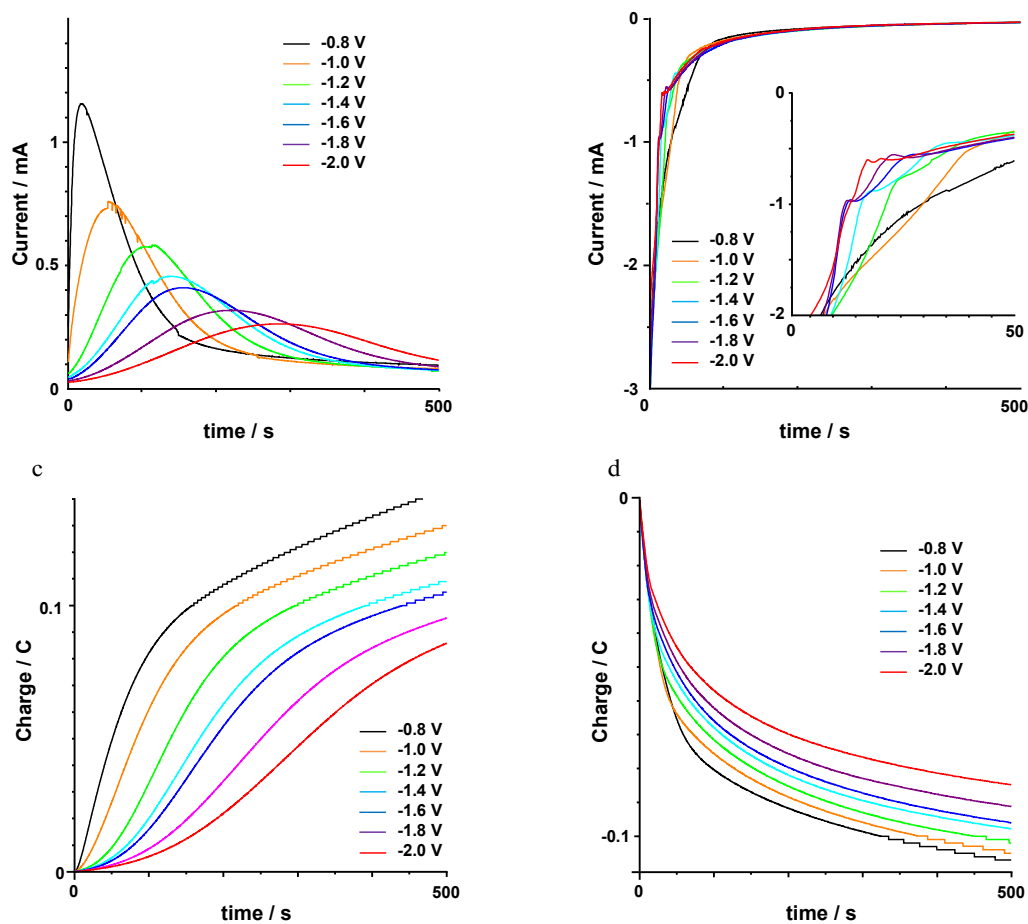 Current / mA
1
0.5
0
0
500
time / s
-0.8 V
-1.0 V
-1.2 V
-1.4 V
-1.6 V
-1.8 V
-2.0 V
Current / mA
0
-1
-2
-3
0
500
time / s
-0.8 V
-1.0 V
-1.2 V
-1.4 V
-1.6 V
-1.8 V
-2.0 V
0
-1
-2
0
50
c
Charge / C
0.1
0
0
500
time / s
-0.8 V
-1.0 V
-1.2 V
-1.4 V
-1.6 V
-1.8 V
-2.0 V
d
Charge / C
0
-0.1
0
500
time / s
-0.8 V
-1.0 V
-1.2 V
-1.4 V
-1.6 V
-1.8 V
-2.0 V